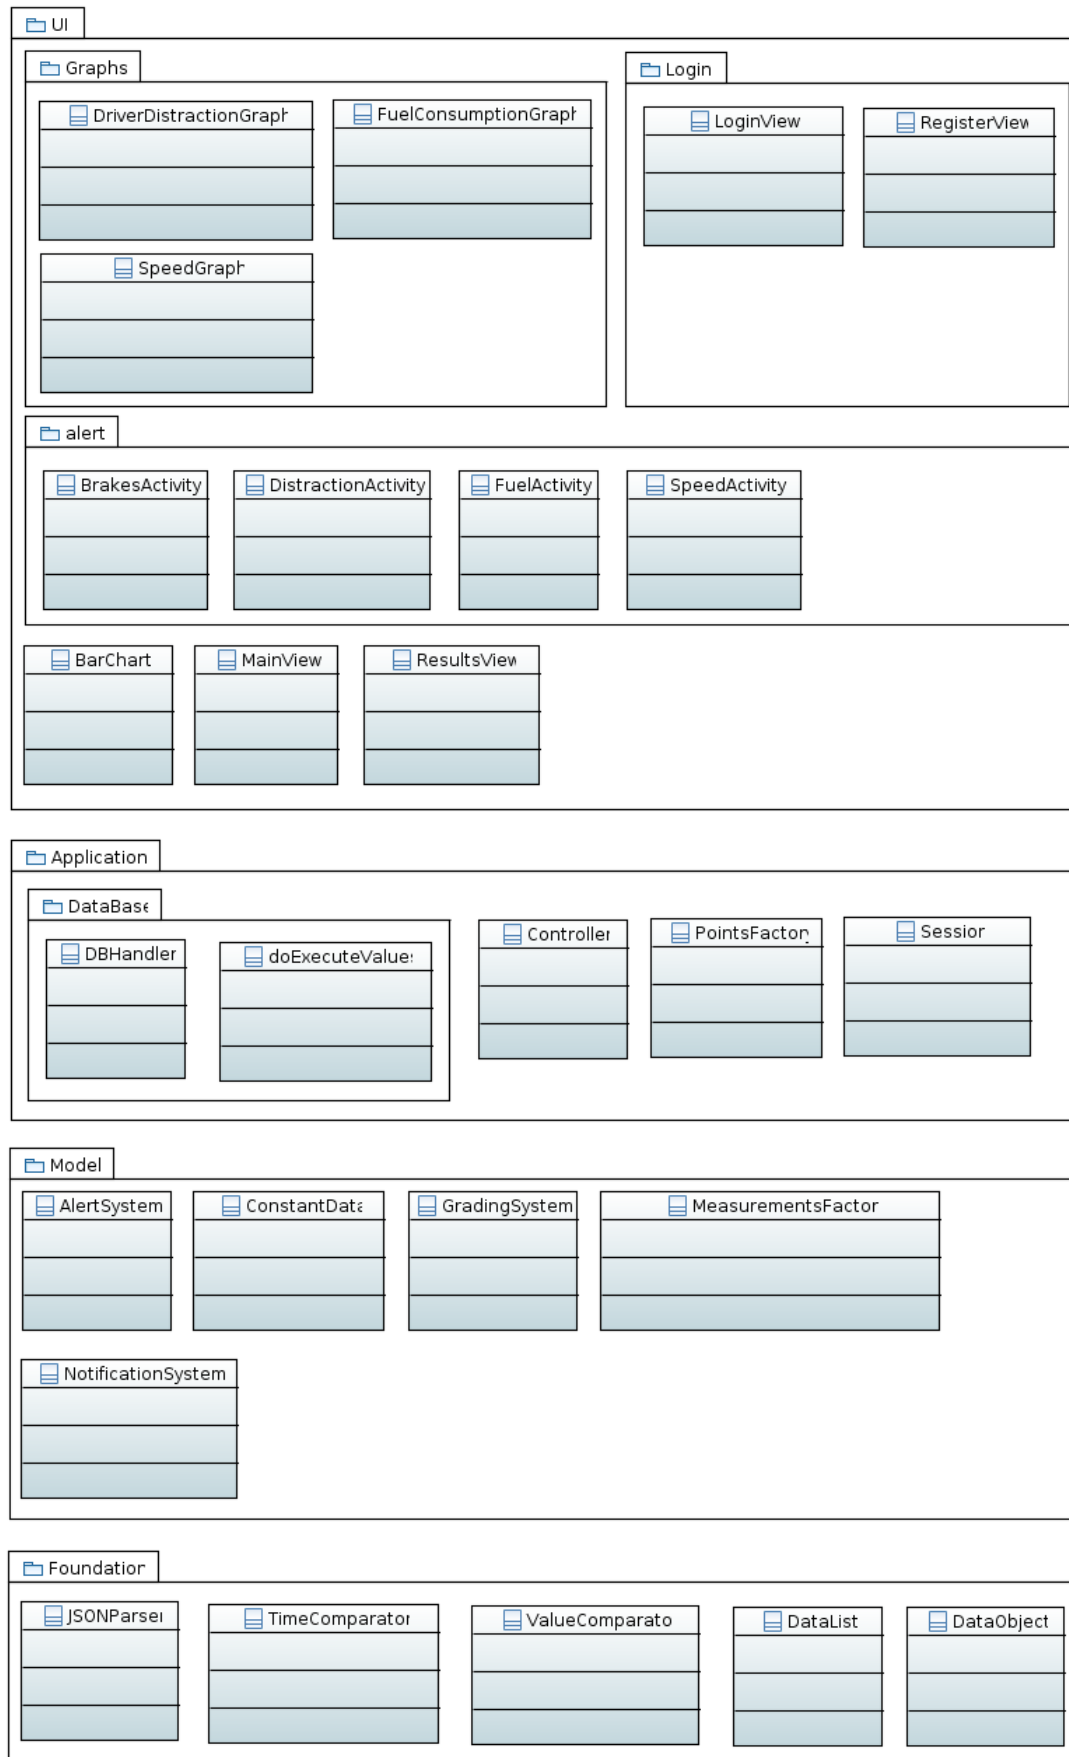 UI
Graphs
Login
DriverDistractionGraph
FuelConsumptionGraph
LoginView
RegisterView
SpeedGraph
alert
BrakesActivity
DistractionActivity
FuelActivity
SpeedActivity
BarChart
MainView
ResultsView
Application
DataBase
DBHandler
doExecuteValues
Controller
PointsFactory
Session
Model
AlertSystem
ConstantData
GradingSystem
MeasurementsFactor
NotificationSystem
Foundation
JSONParser
TimeComparator
ValueComparato
DataList
DataObject